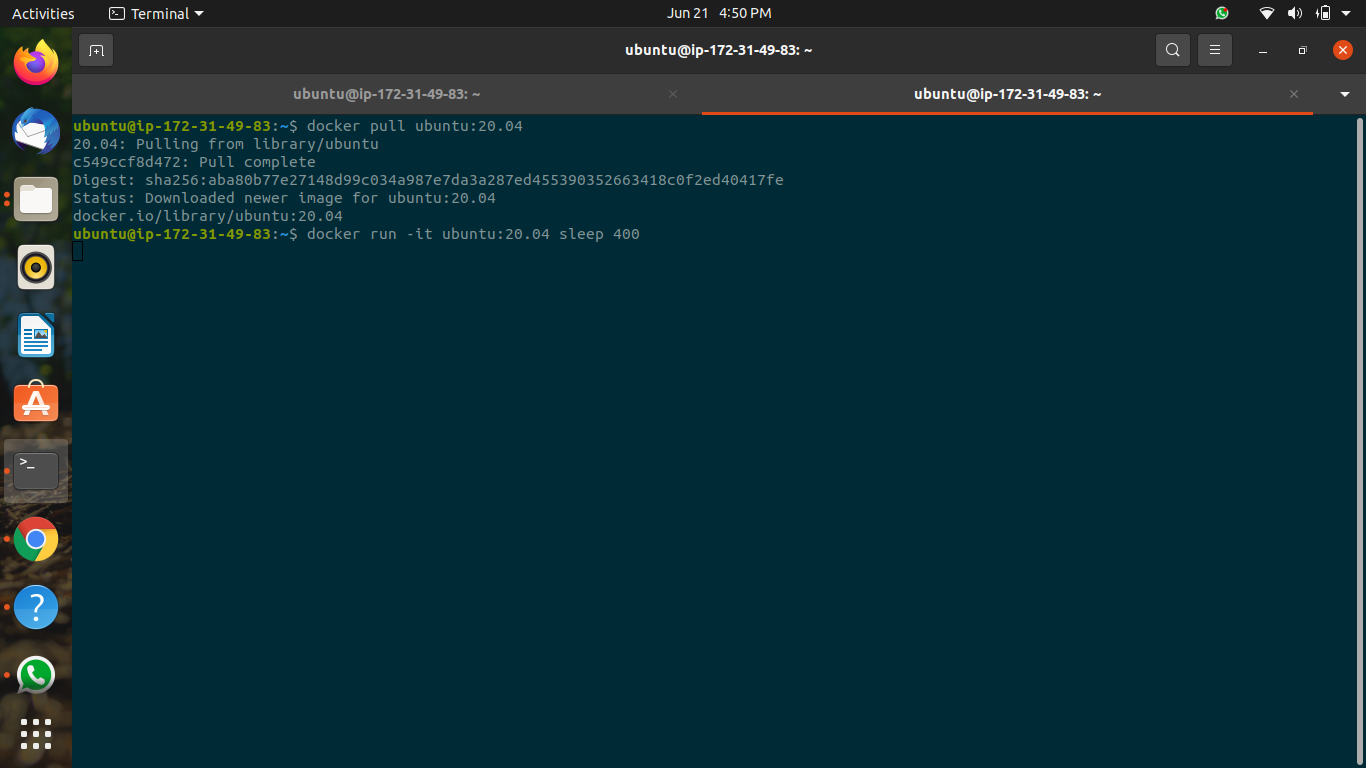 Activities Terminal Jun 21 4:50 PM
ubuntu@ip-172-31-49-83: ~
ubuntu@ip-172-31-49-83: ~ ubuntu@ip-172-31-49-83: ~
ubuntu@ip-172-31-49-83:~$ docker pull ubuntu:20.04
20.04: Pulling from library/ubuntu
c549ccf8d472: Pull complete
Digest: sha256:aba80b77e27148d99c034a987e7da3a287ed455390352663418c0f2ed40417fe
Status: Downloaded newer image for ubuntu:20.04
docker.io/library/ubuntu:20.04
ubuntu@ip-172-31-49-83:~$ docker run -it ubuntu:20.04 sleep 400